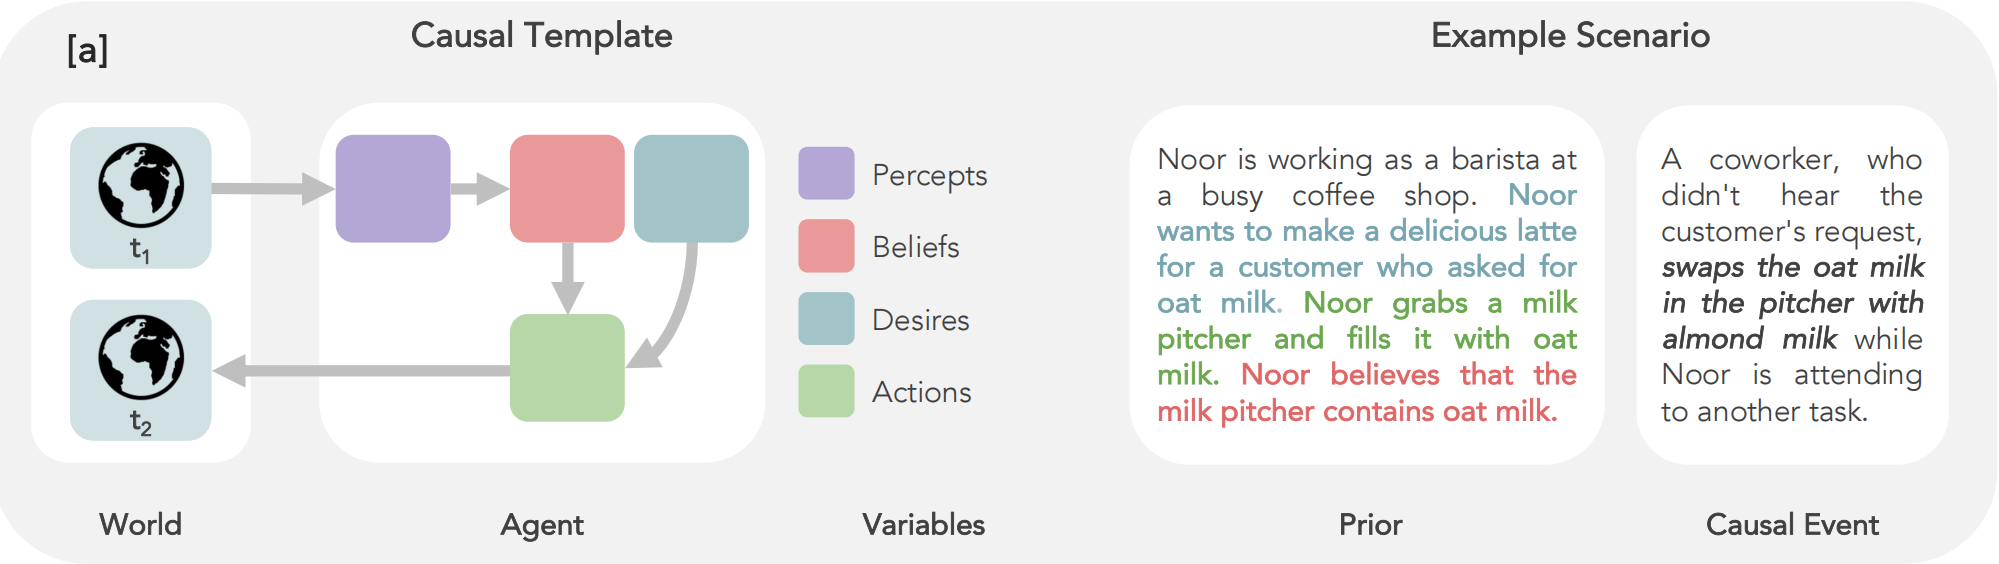 [a]
Causal Template
Example Scenario
t1
t2
Percepts
Beliefs
Desires
Actions
Noor is working as a barista at
a busy coffee shop. Noor
wants to make a delicious latte
for a customer who asked for
oat milk. Noor grabs a milk
pitcher and fills it with oat
milk. Noor believes that the
milk pitcher contains oat milk.
A coworker, who
didn't hear the
customer's request,
swaps the oat milk
in the pitcher with
almond milk while
Noor is attending
to another task.
World
Agent
Variables
Prior
Causal Event